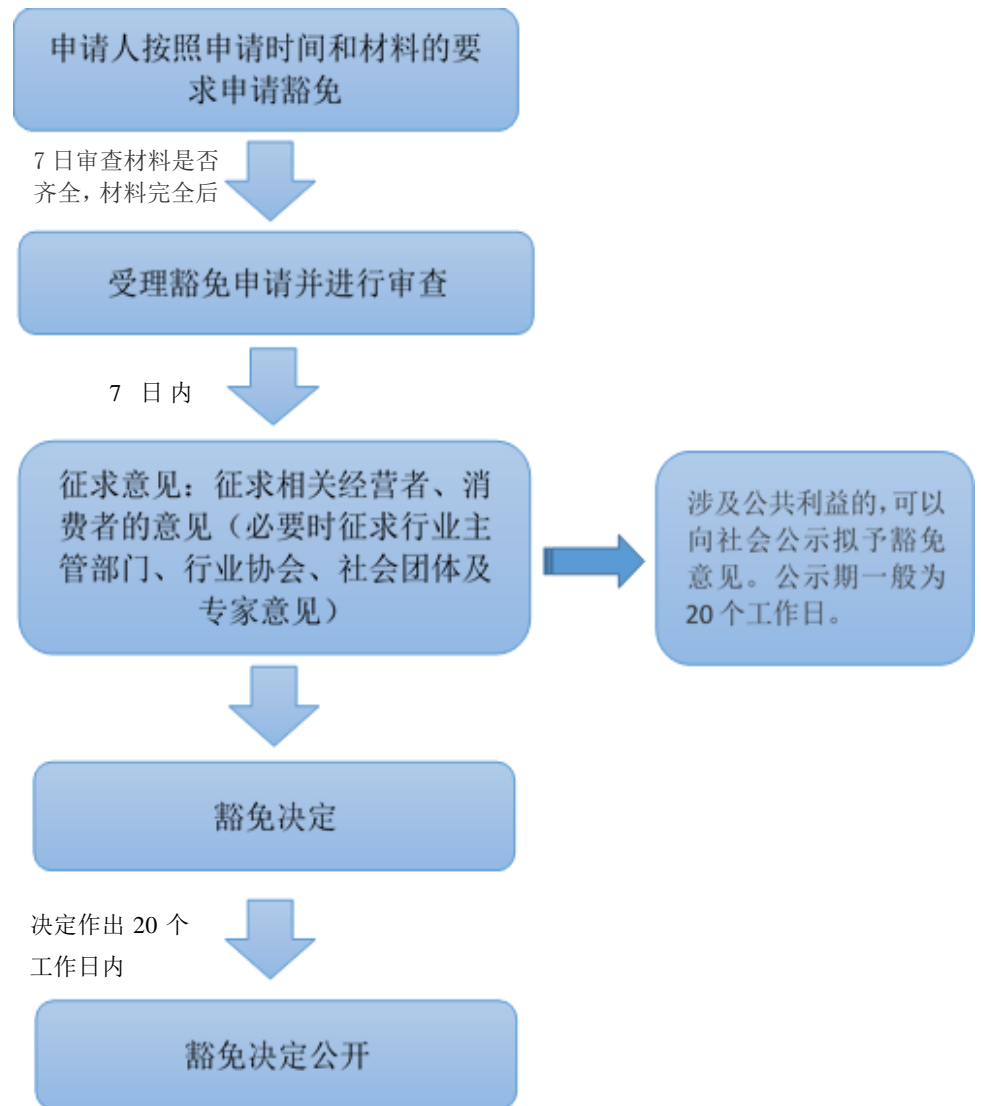 申请人按照申请时间和材料的要
求申请豁免
7 日审查材料是否
齐全，材料完全后
受理豁免申请并进行审查
7 日内
征求意见：征求相关经营者、消
费者的意见（必要时征求行业主
管部门、行业协会、社会团体及
专家意见）
涉及公共利益的，可以
向社会公示拟予豁免
意见。公示期一般为
20 个工作日。
豁免决定
决定作出 20 个
工作日内
豁免决定公开